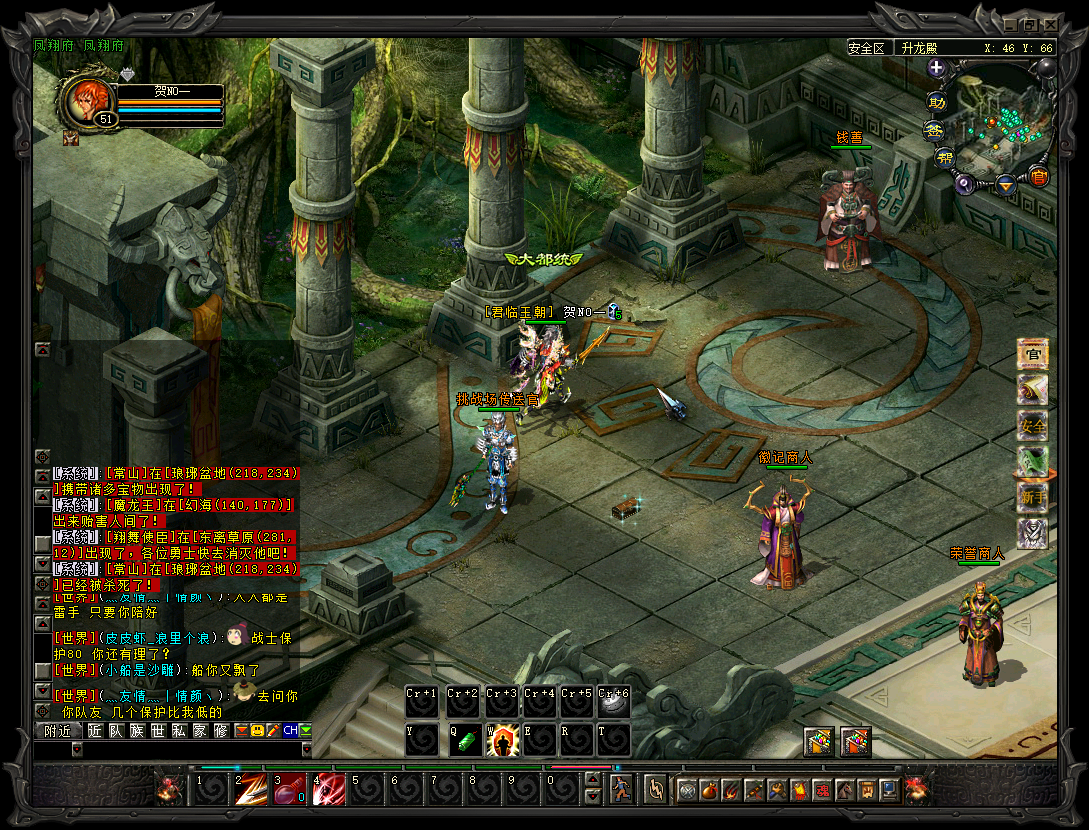 凤翔府 凤翔府
安全区 升龙殿 X: 46 Y: 66
贺NO一
51
助
签
帮
官
钱善
大都统
[君临王朝] 贺NO一 5
挑战场传送官
官
安全
新手
徽记商人
荣誉商人
[系统]:[常山]在[琅琊盆地(218,234)
]携带诸多宝物出现了!
[系统]:[魔龙王]在[幻海(140,177)]
出来贻害人间了!
[系统]:[翔舞使臣]在[东离草原(281,
12)]出现了，各位勇士快去消灭他吧!
[系统]:[常山]在[琅琊盆地(218,234)
]已经被杀死了!
雷手 只要你陪好
[世界](皮皮虾_浪里个浪): 战士保
护80 你还有理了?
[世界](小船是沙雕):船你又飘了
[世界](灬友情灬丨情颜丶): 去问你
你队友 几个保护比我低的
附近 近 队 族 世 私 家 修 CH
Cr+1 Cr+2 Cr+3 Cr+4 Cr+5 Cr+6
Y Q W E R T
1 2 3 0 4 5 6 7 8 9 0
魂